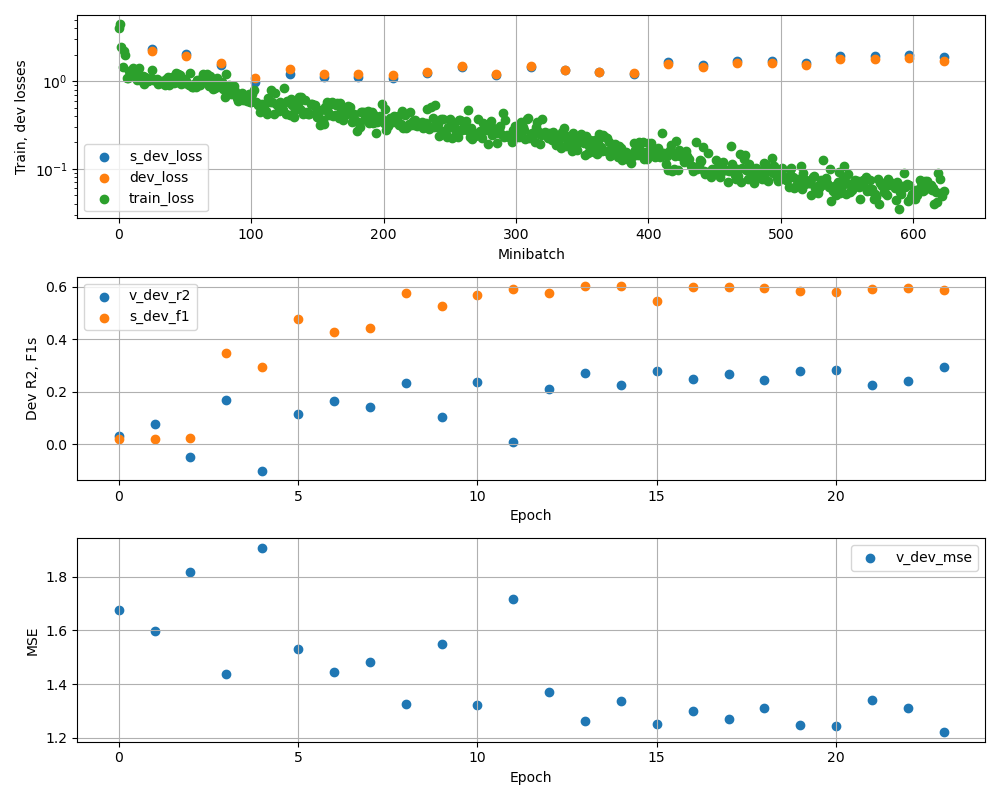 Train, dev losses
10⁰
10⁻¹
s_dev_loss
dev_loss
train_loss
0 100 200 300 400 500 600
Minibatch
Dev R2, F1s
0.6
0.4
0.2
0.0
v_dev_r2
s_dev_f1
0 5 10 15 20
Epoch
MSE
1.8
1.6
1.4
1.2
v_dev_mse
0 5 10 15 20
Epoch